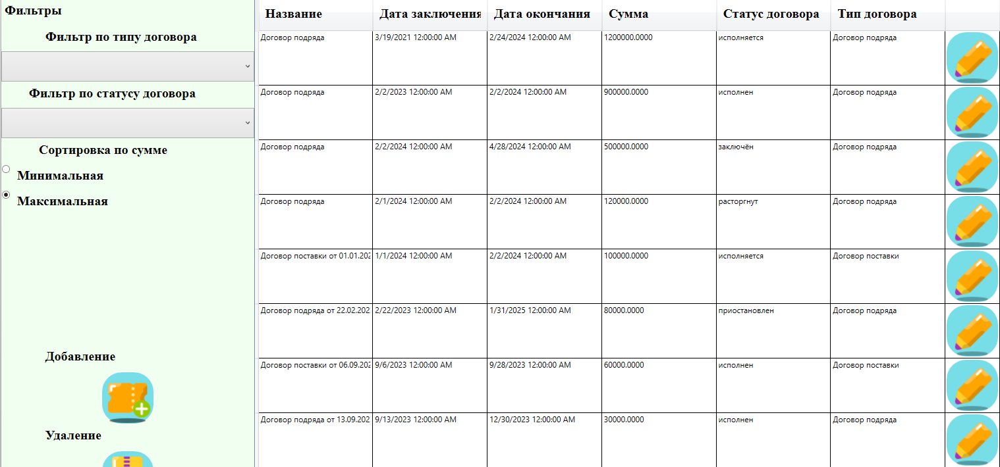 Фильтры
Фильтр по типу договора
Фильтр по статусу договора
Сортировка по сумме
Минимальная
Максимальная
Добавление
Удаление
Название Дата заключения Дата окончания Сумма Статус договора Тип договора
Договор подряда 3/19/2021 12:00:00 AM 2/24/2024 12:00:00 AM 1200000.0000 исполняется Договор подряда
Договор подряда 2/2/2023 12:00:00 AM 2/2/2024 12:00:00 AM 900000.0000 исполнен Договор подряда
Договор подряда 2/2/2024 12:00:00 AM 4/28/2024 12:00:00 AM 500000.0000 заключён Договор подряда
Договор подряда 2/1/2024 12:00:00 AM 2/2/2024 12:00:00 AM 120000.0000 расторгнут Договор подряда
Договор поставки от 01.01.202 1/1/2024 12:00:00 AM 2/2/2024 12:00:00 AM 100000.0000 исполняется Договор поставки
Договор подряда от 22.02.202 2/22/2023 12:00:00 AM 1/31/2025 12:00:00 AM 80000.0000 приостановлен Договор подряда
Договор поставки от 06.09.202 9/6/2023 12:00:00 AM 9/28/2023 12:00:00 AM 60000.0000 исполнен Договор поставки
Договор подряда от 13.09.202 9/13/2023 12:00:00 AM 12/30/2023 12:00:00 AM 30000.0000 исполнен Договор подряда